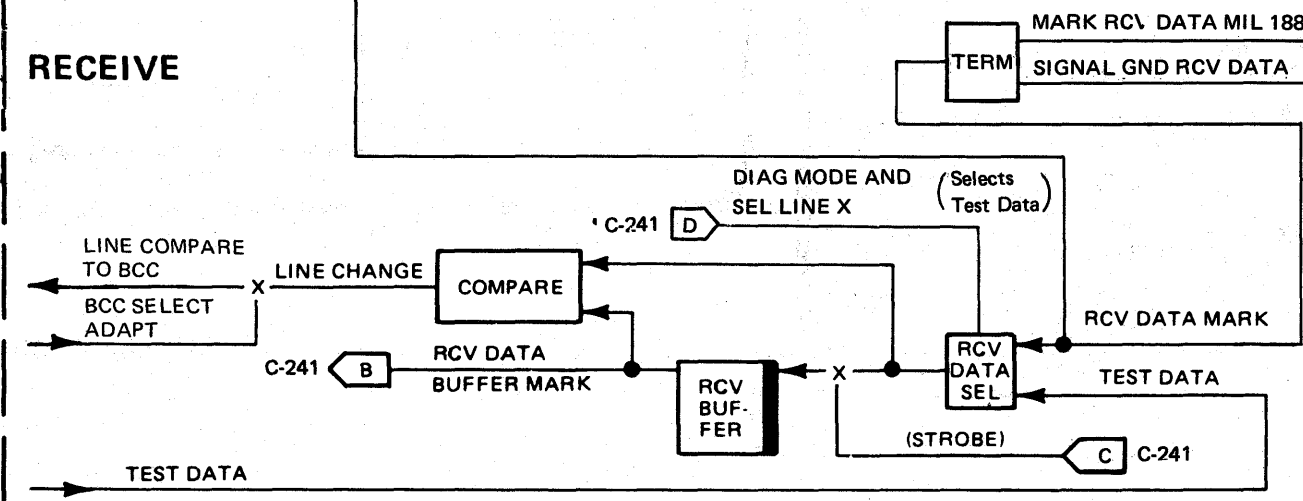 MARK RCV DATA MIL 188
RECEIVE
TERM
SIGNAL GND RCV DATA
DIAG MODE AND
SEL LINE X
(Selects
Test Data)
C-241
D
LINE COMPARE
TO BCC
X
LINE CHANGE
COMPARE
BCC SELECT
ADAPT
RCV DATA MARK
C-241
B
RCV DATA
BUFFER MARK
RCV
BUF-
FER
X
RCV
DATA
SEL
TEST DATA
(STROBE)
C
C-241
TEST DATA